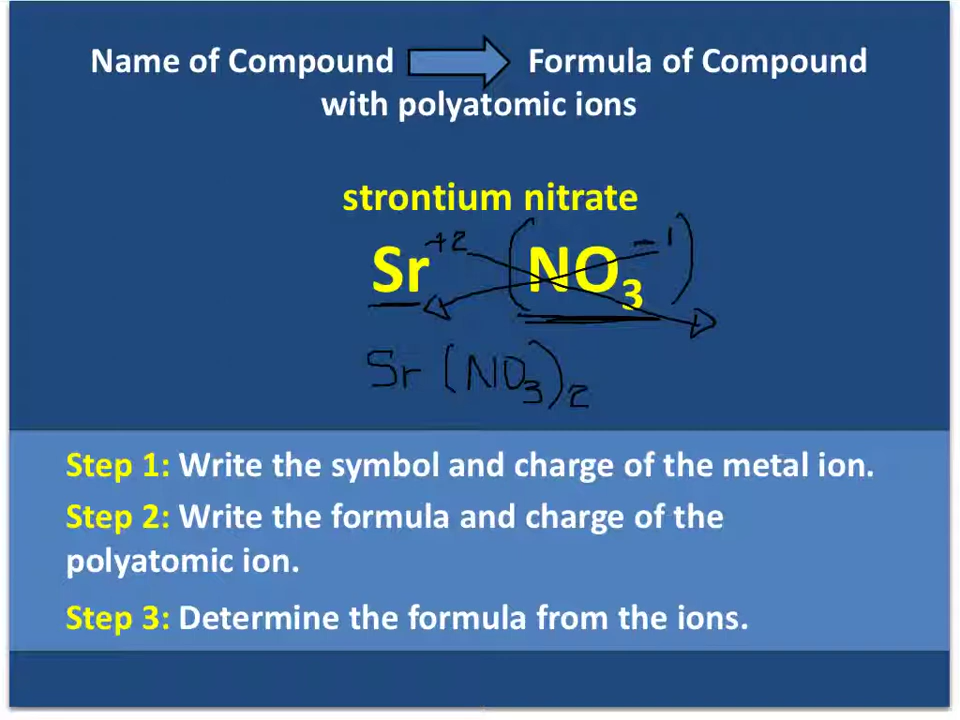 Name of Compound Formula of Compound
with polyatomic ions
strontium nitrate
Sr+2 (NO3−1)
Sr (NO3)2
Step 1: Write the symbol and charge of the metal ion.
Step 2: Write the formula and charge of the
polyatomic ion.
Step 3: Determine the formula from the ions.